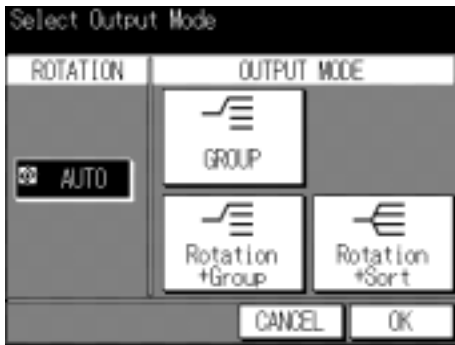 Select Output Mode
ROTATION
OUTPUT MODE
AUTO
GROUP
Rotation
+Group
Rotation
+Sort
CANCEL
OK